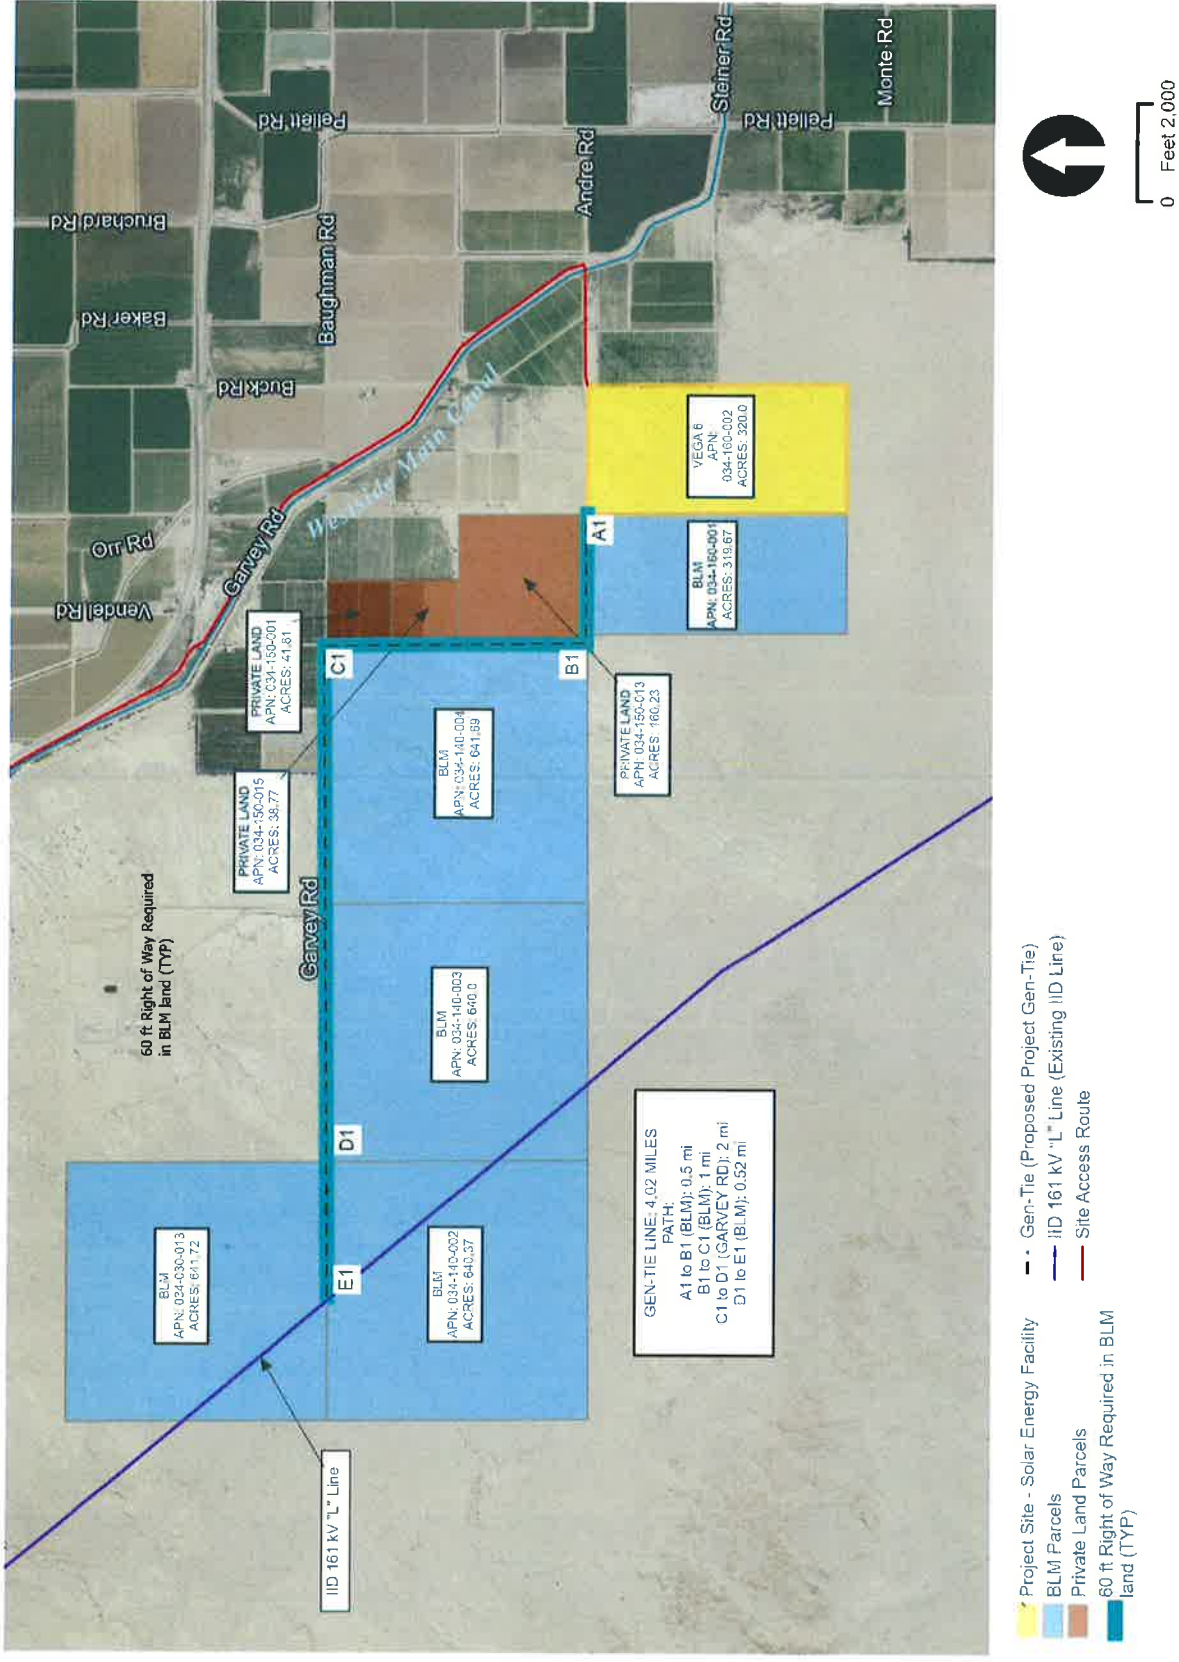 Vendel Rd
Orr Rd
Bruchard Rd
Baker Rd
Buck Rd
Pellett Rd
Garvey Rd
Baughman Rd
Westside Main Canal
Andre Rd
Steiner Rd
Pellett Rd
Monte Rd
60 ft Right of Way Required
in BLM land (TYP)
Garvey Rd
PRIVATE LAND
APN: 034-150-001
ACRES: 41.81
PRIVATE LAND
APN: 034-150-015
ACRES: 38.77
PRIVATE LAND
APN: 034-150-013
ACRES: 160.23
BLM
APN: 034-030-013
ACRES: 641.72
BLM
APN: 034-140-002
ACRES: 640.37
BLM
APN: 034-140-003
ACRES: 640.0
BLM
APN: 034-140-004
ACRES: 641.69
BLM
APN: 034-160-001
ACRES: 319.67
VEGA 6
APN:
034-160-002
ACRES: 320.0
E1
D1
C1
B1
A1
IID 161 kV "L" Line
GEN-TIE LINE: 4.02 MILES
PATH:
A1 to B1 (BLM): 0.5 mi
B1 to C1 (BLM): 1 mi
C1 to D1 (GARVEY RD): 2 mi
D1 to E1 (BLM): 0.52 mi
Project Site - Solar Energy Facility
BLM Parcels
Private Land Parcels
60 ft Right of Way Required in BLM
land (TYP)
Gen-Tie (Proposed Project Gen-Tie)
IID 161 kV "L" Line (Existing IID Line)
Site Access Route
0 Feet 2,000